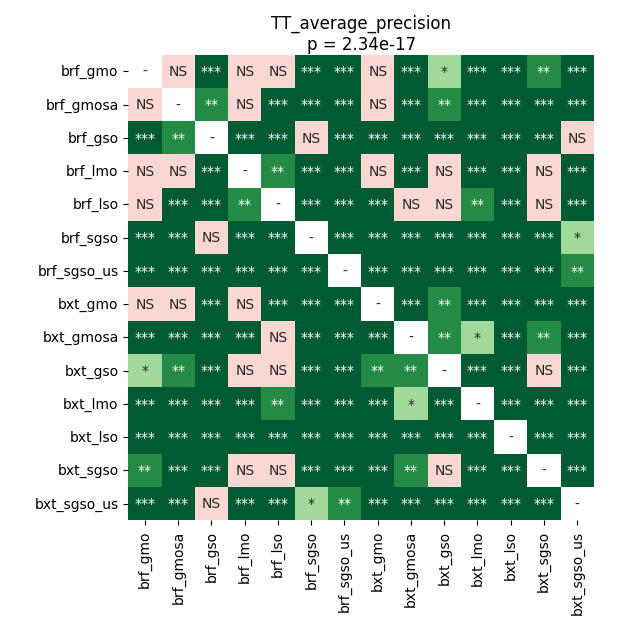 TT_average_precision
p = 2.34e-17
brf_gmo - NS *** NS NS *** *** NS *** * *** *** ** ***
brf_gmosa NS - ** NS *** *** *** NS *** ** *** *** *** ***
brf_gso *** ** - *** *** NS *** *** *** *** *** *** *** NS
brf_lmo NS NS *** - ** *** *** NS *** NS *** *** NS ***
brf_lso NS *** *** ** - *** *** *** NS NS ** *** NS ***
brf_sgso *** *** NS *** *** - *** *** *** *** *** *** *** *
brf_sgso_us *** *** *** *** *** *** - *** *** *** *** *** *** **
bxt_gmo NS NS *** NS *** *** *** - *** ** *** *** *** ***
bxt_gmosa *** *** *** *** NS *** *** *** - ** * *** ** ***
bxt_gso * ** *** NS NS *** *** ** ** - *** *** NS ***
bxt_lmo *** *** *** *** ** *** *** *** * *** - *** *** ***
bxt_lso *** *** *** *** *** *** *** *** *** *** *** - *** ***
bxt_sgso ** *** *** NS NS *** *** *** ** NS *** *** - ***
bxt_sgso_us *** *** NS *** *** * ** *** *** *** *** *** *** -
brf_gmo brf_gmosa brf_gso brf_lmo brf_lso brf_sgso brf_sgso_us bxt_gmo bxt_gmosa bxt_gso bxt_lmo bxt_lso bxt_sgso bxt_sgso_us